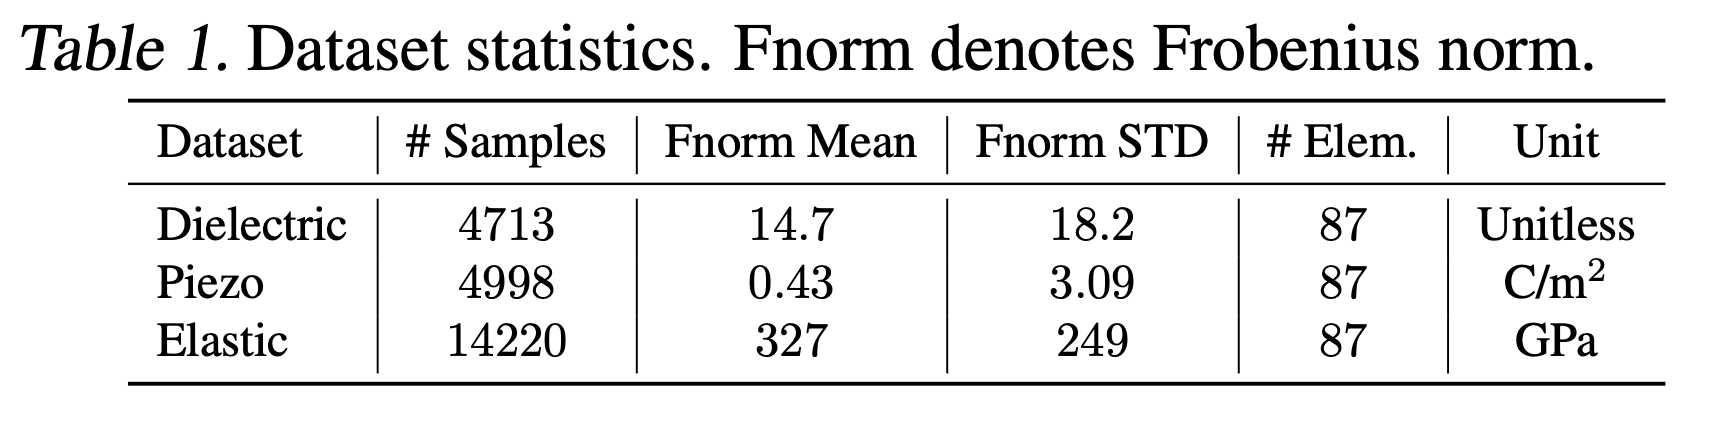 Table 1. Dataset statistics. Fnorm denotes Frobenius norm.
Dataset # Samples Fnorm Mean Fnorm STD # Elem. Unit
Dielectric 4713 14.7 18.2 87 Unitless
Piezo 4998 0.43 3.09 87 C/m²
Elastic 14220 327 249 87 GPa